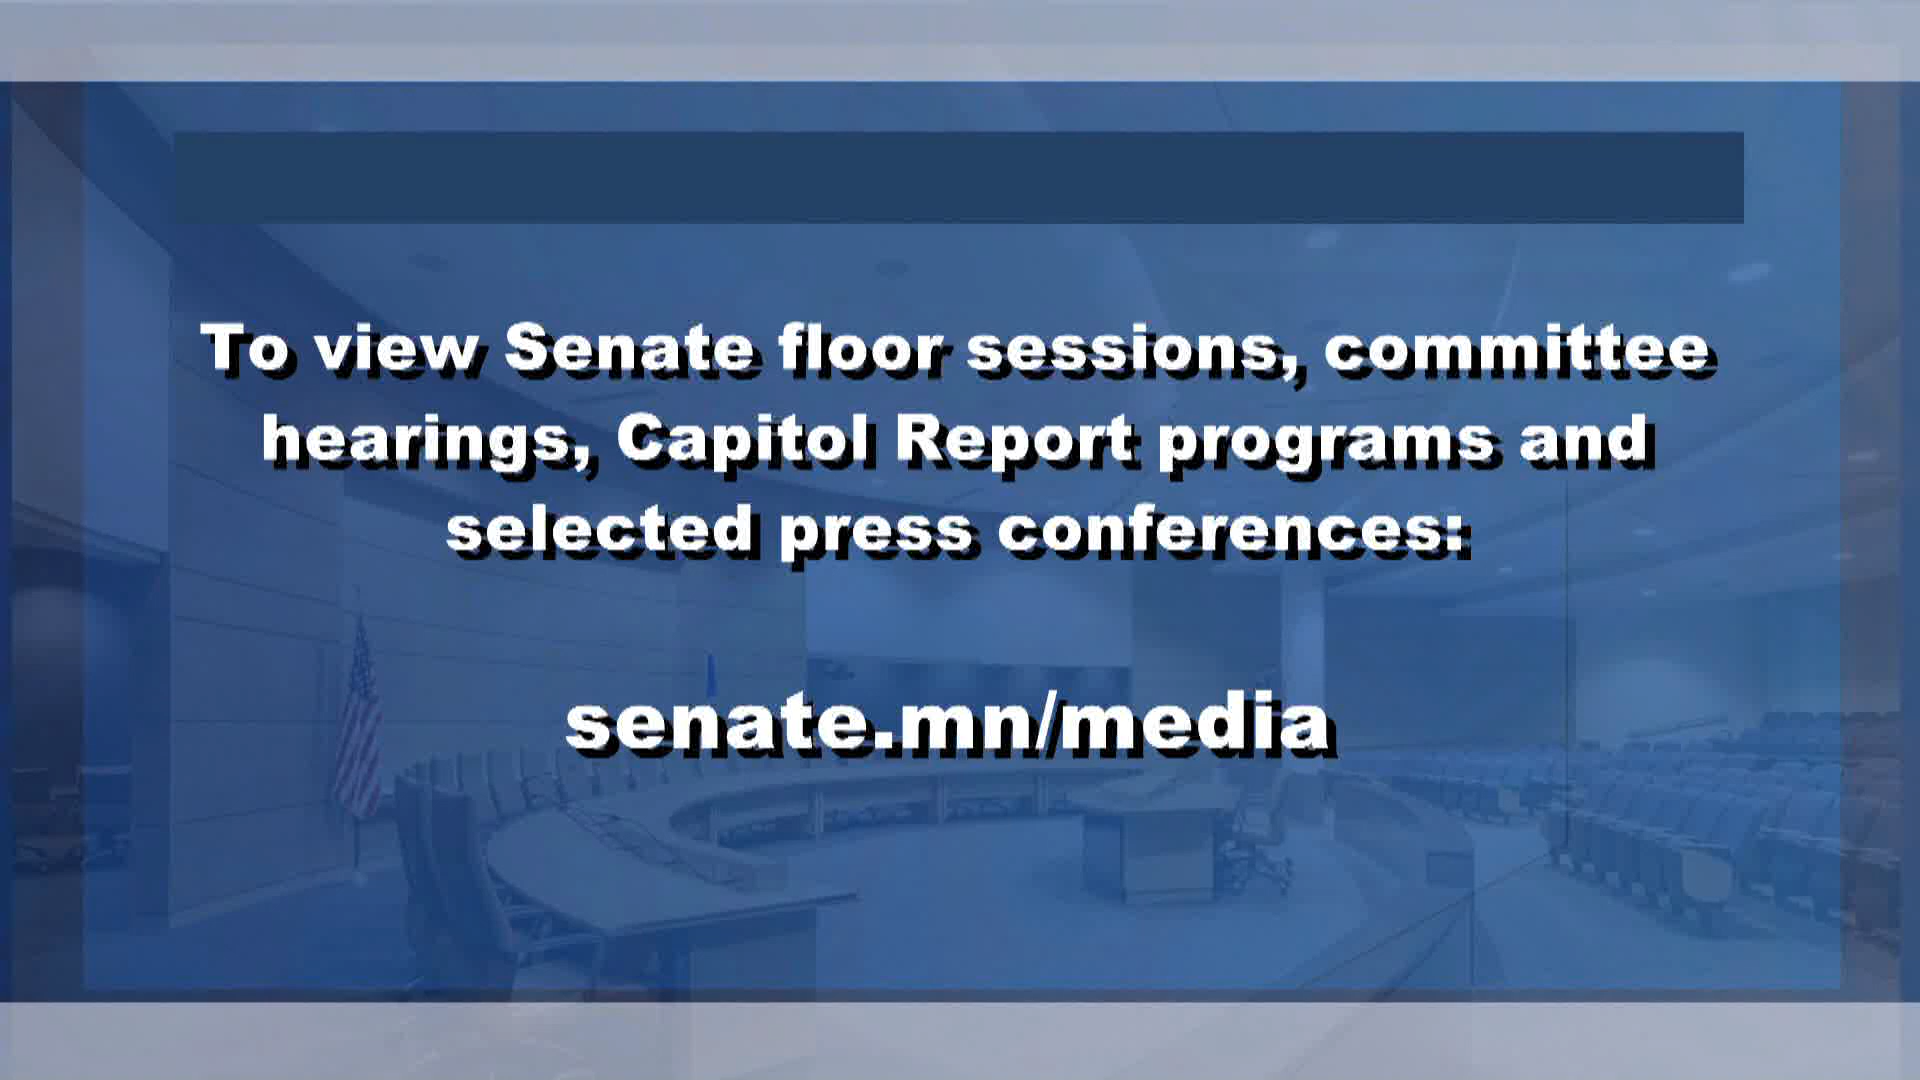 To view Senate floor sessions, committee
hearings, Capitol Report programs and
selected press conferences:
senate.mn/media